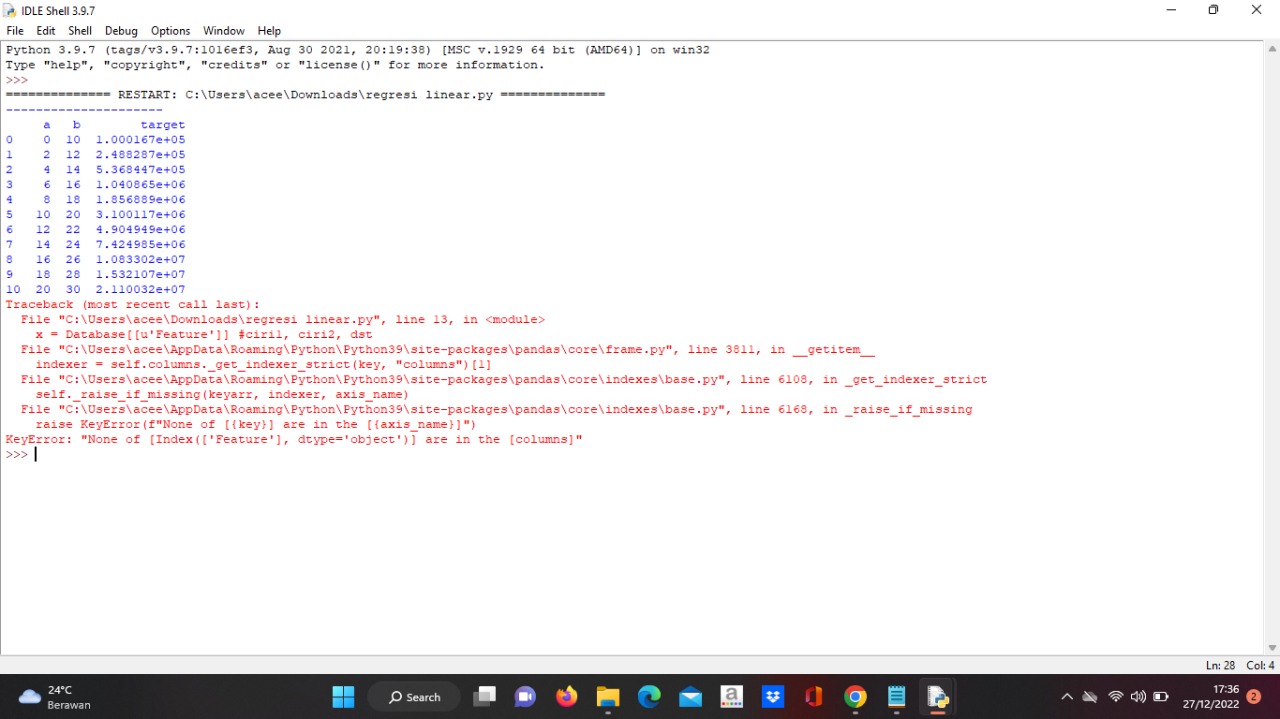 IDLE Shell 3.9.7
File Edit Shell Debug Options Window Help
Python 3.9.7 (tags/v3.9.7:1016ef3, Aug 30 2021, 20:19:38) [MSC v.1929 64 bit (AMD64)] on win32
Type "help", "copyright", "credits" or "license()" for more information.
>>>
============== RESTART: C:\Users\acee\Downloads\regresi linear.py ==============
---------------------
a b target
0 0 10 1.000167e+05
1 2 12 2.488287e+05
2 4 14 5.368447e+05
3 6 16 1.040865e+06
4 8 18 1.856889e+06
5 10 20 3.100117e+06
6 12 22 4.904949e+06
7 14 24 7.424985e+06
8 16 26 1.083302e+07
9 18 28 1.532107e+07
10 20 30 2.110032e+07
Traceback (most recent call last):
File "C:\Users\acee\Downloads\regresi linear.py", line 13, in <module>
x = Database[[u'Feature']] #ciri1, ciri2, dst
File "C:\Users\acee\AppData\Roaming\Python\Python39\site-packages\pandas\core\frame.py", line 3811, in __getitem__
indexer = self.columns._get_indexer_strict(key, "columns")[1]
File "C:\Users\acee\AppData\Roaming\Python\Python39\site-packages\pandas\core\indexes\base.py", line 6108, in _get_indexer_strict
self._raise_if_missing(keyarr, indexer, axis_name)
File "C:\Users\acee\AppData\Roaming\Python\Python39\site-packages\pandas\core\indexes\base.py", line 6168, in _raise_if_missing
raise KeyError(f"None of [{key}] are in the [{axis_name}]")
KeyError: "None of [Index(['Feature'], dtype='object')] are in the [columns]"
>>>
Ln: 28 Col: 4
24°C
Berawan
Search
a
17:36
27/12/2022
2